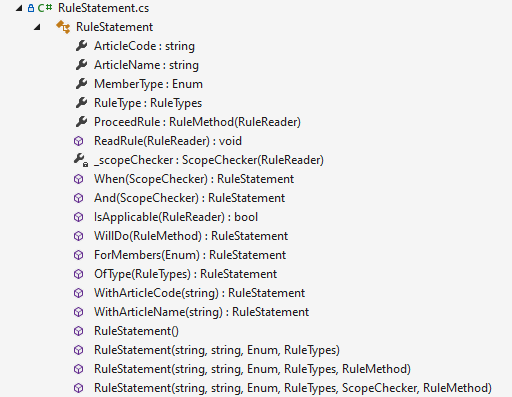 C# RuleStatement.cs
RuleStatement
ArticleCode : string
ArticleName : string
MemberType : Enum
RuleType : RuleTypes
ProceedRule : RuleMethod(RuleReader)
ReadRule(RuleReader) : void
_scopeChecker : ScopeChecker(RuleReader)
When(ScopeChecker) : RuleStatement
And(ScopeChecker) : RuleStatement
IsApplicable(RuleReader) : bool
WillDo(RuleMethod) : RuleStatement
ForMembers(Enum) : RuleStatement
OfType(RuleTypes) : RuleStatement
WithArticleCode(string) : RuleStatement
WithArticleName(string) : RuleStatement
RuleStatement()
RuleStatement(string, string, Enum, RuleTypes)
RuleStatement(string, string, Enum, RuleTypes, RuleMethod)
RuleStatement(string, string, Enum, RuleTypes, ScopeChecker, RuleMethod)